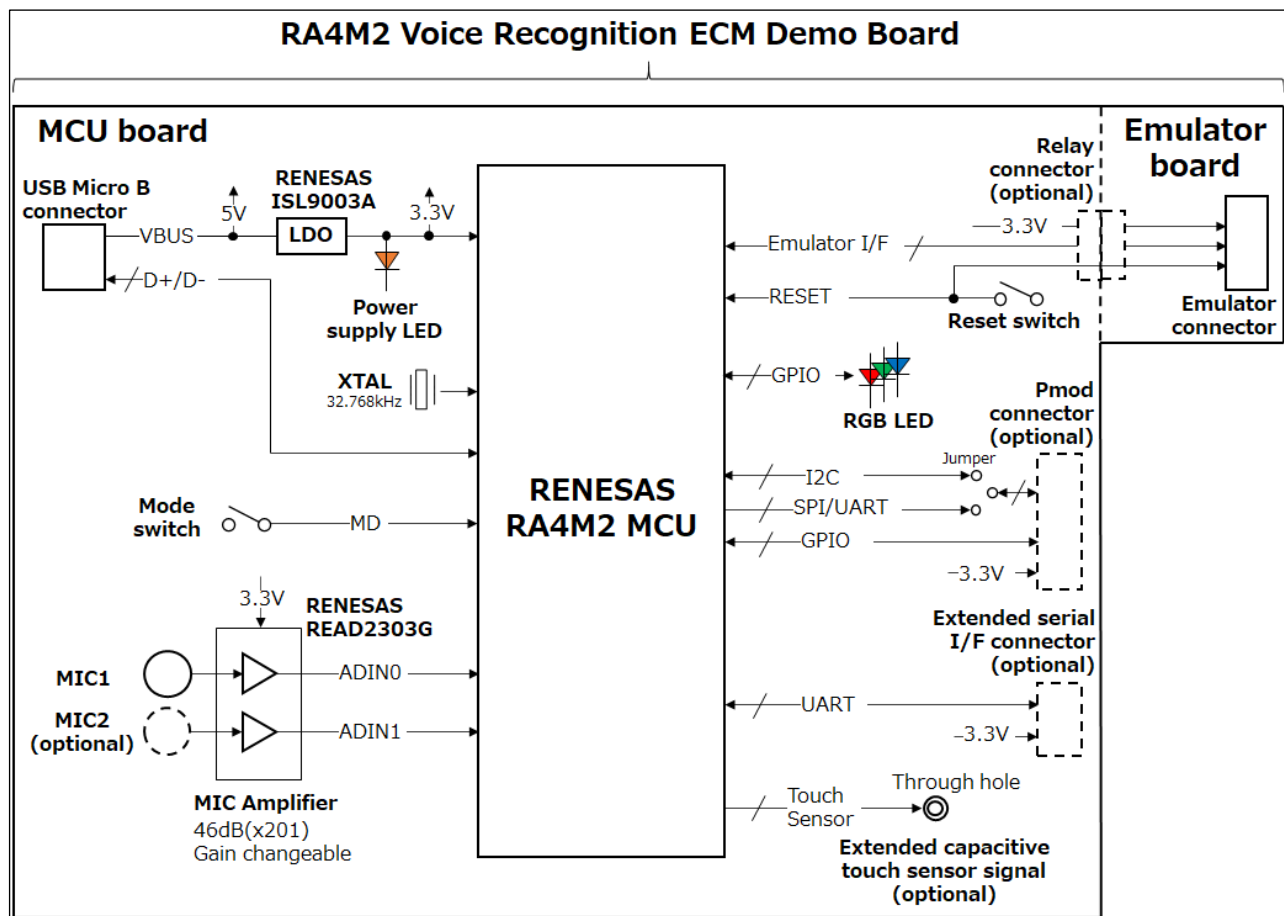 RA4M2 Voice Recognition ECM Demo Board
MCU board
Emulator
board
USB Micro B
connector
VBUS
5V
RENESAS
ISL9003A
LDO
3.3V
D+/D-
Power
supply LED
XTAL
32.768kHz
Mode
switch
MD
3.3V
RENESAS
READ2303G
MIC1
ADIN0
MIC2
(optional)
ADIN1
MIC Amplifier
46dB(x201)
Gain changeable
RENESAS
RA4M2 MCU
Relay
connector
(optional)
3.3V
Emulator I/F
RESET
Reset switch
Emulator
connector
GPIO
RGB LED
Pmod
connector
(optional)
Jumper
I2C
SPI/UART
GPIO
3.3V
Extended serial
I/F connector
(optional)
UART
3.3V
Touch
Sensor
Through hole
Extended capacitive
touch sensor signal
(optional)